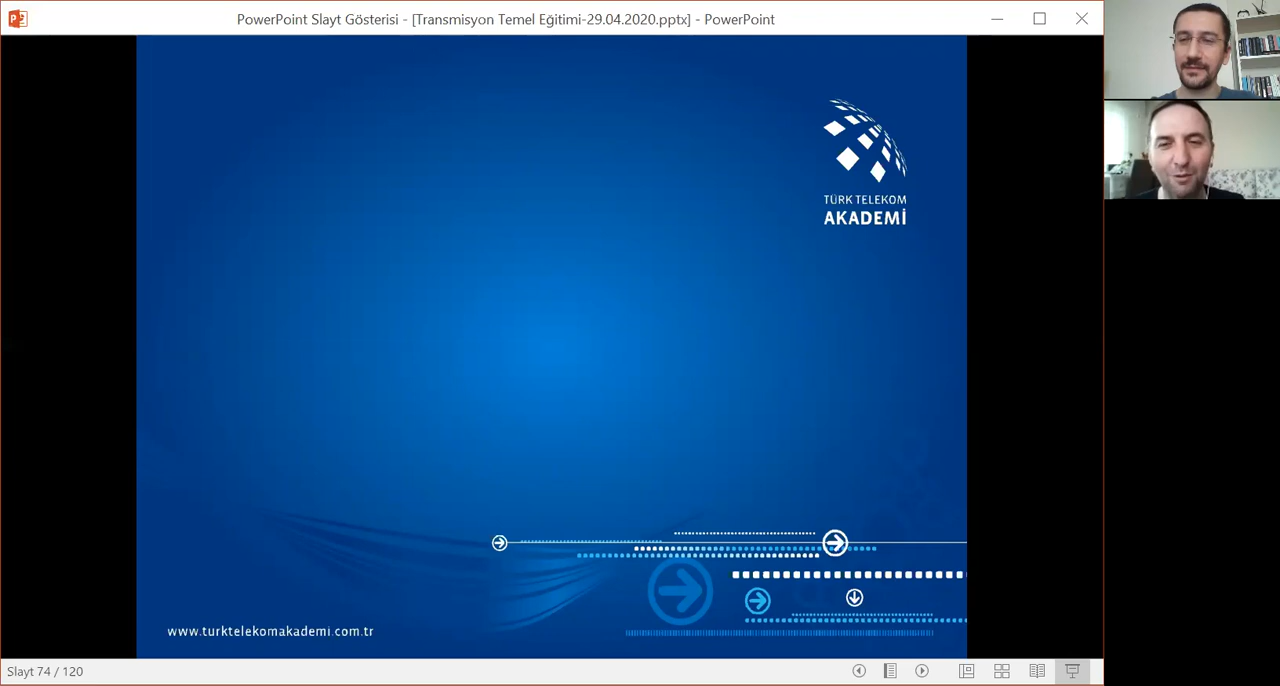 PowerPoint Slayt Gösterisi - [Transmisyon Temel Eğitimi-29.04.2020.pptx] - PowerPoint
TÜRK TELEKOM
AKADEMİ
www.turktelekomakademi.com.tr
Slayt 74 / 120